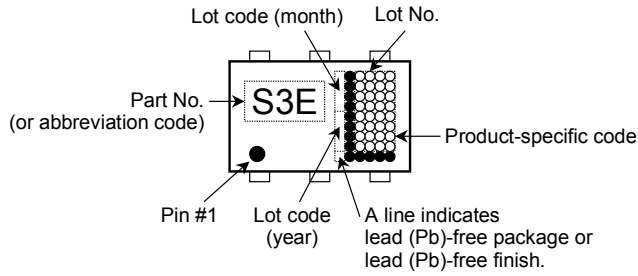 Lot code (month)
Lot No.
Part No.
(or abbreviation code)
S3E
Product-specific code
Pin #1
Lot code
(year)
A line indicates
lead (Pb)-free package or
lead (Pb)-free finish.